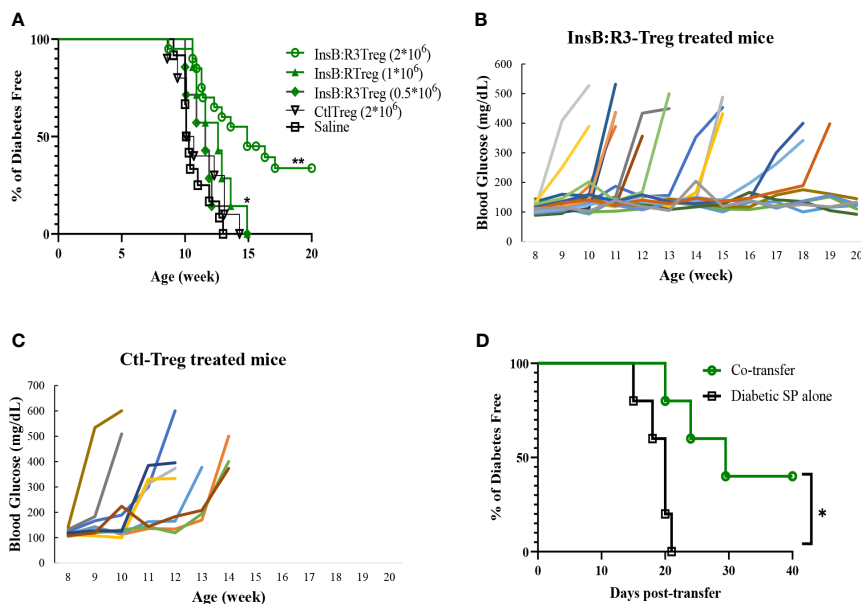 A
% of Diabetes Free
100
50
0
0 5 10 15 20
Age (week)
InsB:R3Treg (2*10⁶)
InsB:RTreg (1*10⁶)
InsB:R3Treg (0.5*10⁶)
CtlTreg (2*10⁶)
Saline
**
*
B
InsB:R3-Treg treated mice
Blood Glucose (mg/dL)
600
500
400
300
200
100
0
8 9 10 11 12 13 14 15 16 17 18 19 20
Age (week)
C
Ctl-Treg treated mice
Blood Glucose (mg/dL)
700
600
500
400
300
200
100
0
8 9 10 11 12 13 14 15 16 17 18 19 20
Age (week)
D
% of Diabetes Free
100
50
0
0 10 20 30 40
Days post-transfer
Co-transfer
Diabetic SP alone
*